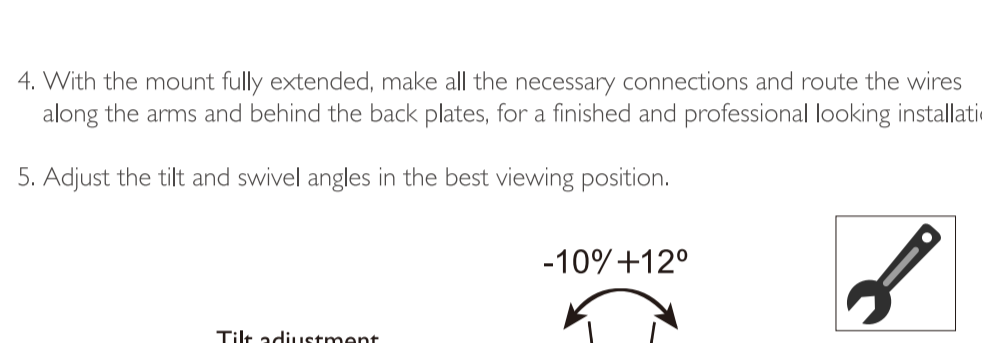 4. With the mount fully extended, make all the necessary connections and route the wires
along the arms and behind the back plates, for a finished and professional looking
5. Adjust the tilt and swivel angles in the best viewing position.
-10°/+12°
Tilt adjustment